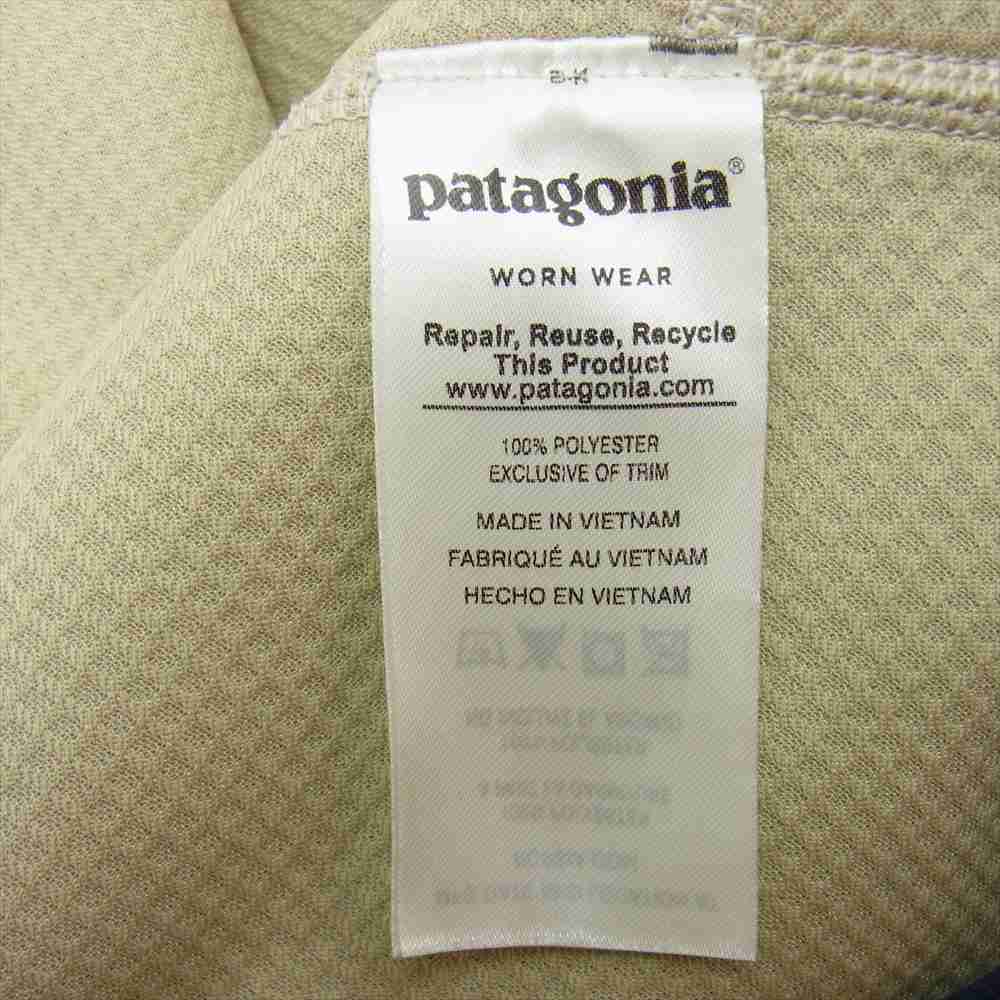 patagonia®
WORN WEAR
Repair, Reuse, Recycle
This Product
www.patagonia.com
100% POLYESTER
EXCLUSIVE OF TRIM
MADE IN VIETNAM
FABRIQUÉ AU VIETNAM
HECHO EN VIETNAM